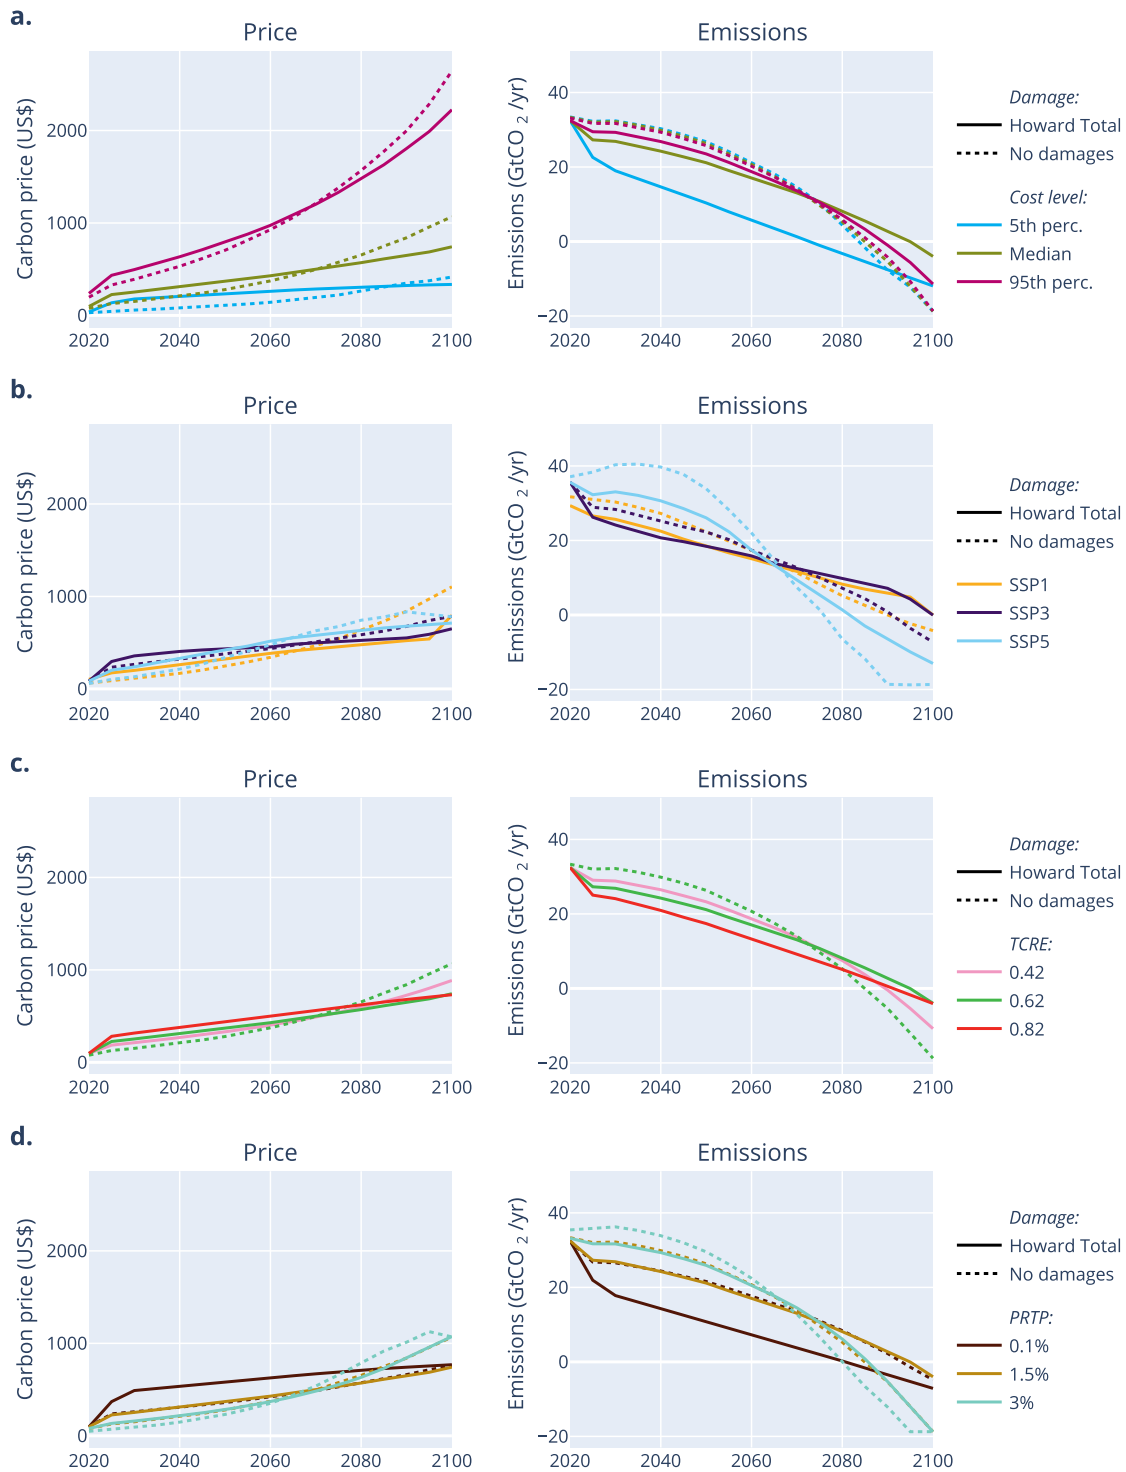 a.
Price
Emissions
Carbon price (US$)
2000
1000
0
2020 2040 2060 2080 2100
Emissions (GtCO 2 /yr)
40
20
0
−20
2020 2040 2060 2080 2100
Damage:
Howard Total
No damages
Cost level:
5th perc.
Median
95th perc.
b.
Price
Emissions
Carbon price (US$)
2000
1000
0
2020 2040 2060 2080 2100
Emissions (GtCO 2 /yr)
40
20
0
−20
2020 2040 2060 2080 2100
Damage:
Howard Total
No damages
SSP1
SSP3
SSP5
c.
Price
Emissions
Carbon price (US$)
2000
1000
0
2020 2040 2060 2080 2100
Emissions (GtCO 2 /yr)
40
20
0
−20
2020 2040 2060 2080 2100
Damage:
Howard Total
No damages
TCRE:
0.42
0.62
0.82
d.
Price
Emissions
Carbon price (US$)
2000
1000
0
2020 2040 2060 2080 2100
Emissions (GtCO 2 /yr)
40
20
0
−20
2020 2040 2060 2080 2100
Damage:
Howard Total
No damages
PRTP:
0.1%
1.5%
3%